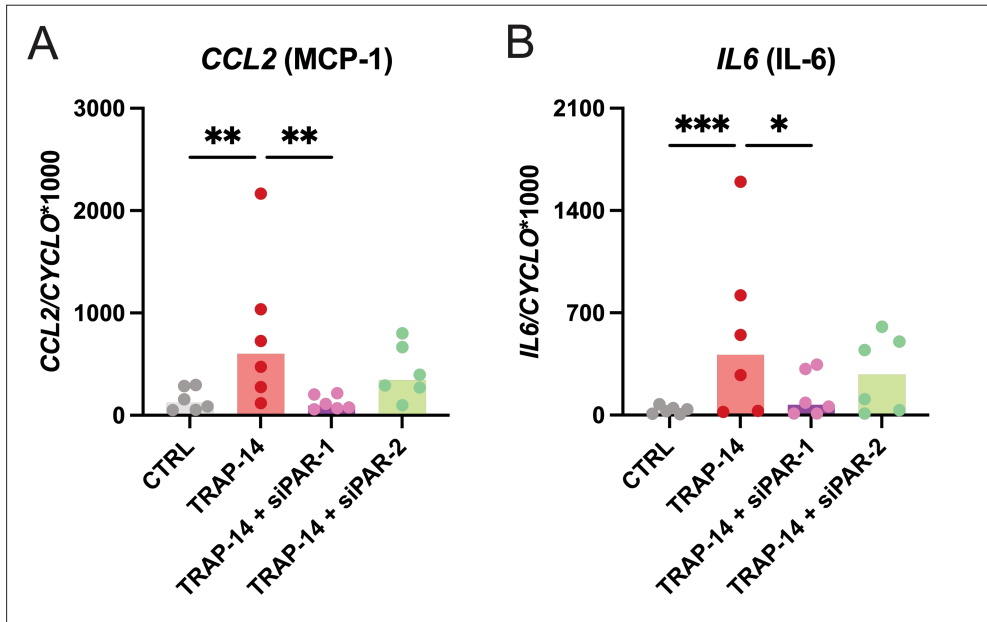 A
CCL2 (MCP-1)
CCL2/CYCLO*1000
3000
2000
1000
0
** **
CTRL
TRAP-14
TRAP-14 + siPAR-1
TRAP-14 + siPAR-2
B
IL6 (IL-6)
IL6/CYCLO*1000
2100
1400
700
0
*** *
CTRL
TRAP-14
TRAP-14 + siPAR-1
TRAP-14 + siPAR-2